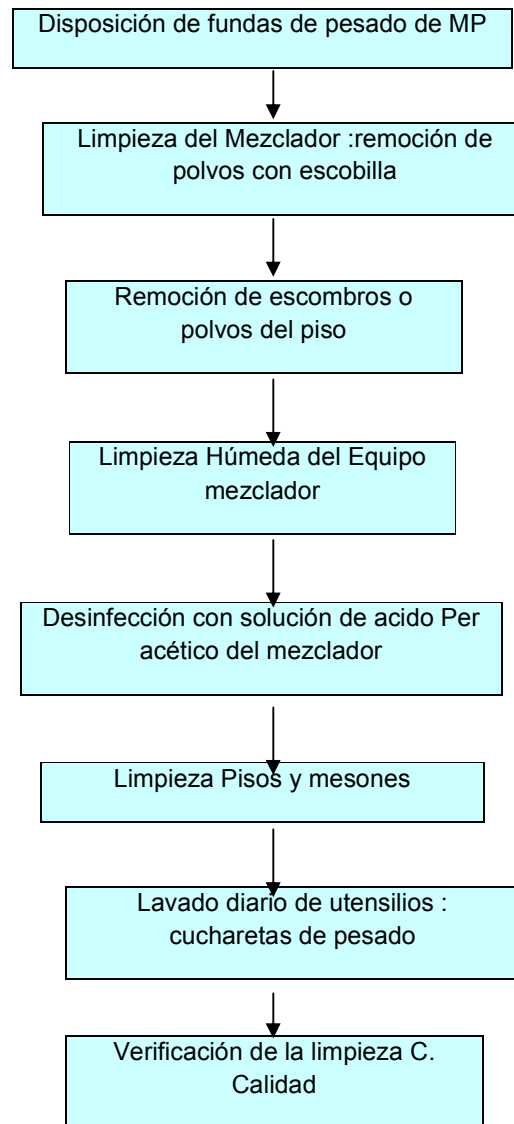 Disposición de fundas de pesado de MP
Limpieza del Mezclador :remoción de
polvos con escobilla
Remoción de escombros o
polvos del piso
Limpieza Húmeda del Equipo
mezclador
Desinfección con solución de acido Per
acético del mezclador
Limpieza Pisos y mesones
Lavado diario de utensilios :
cucharetas de pesado
Verificación de la limpieza C.
Calidad